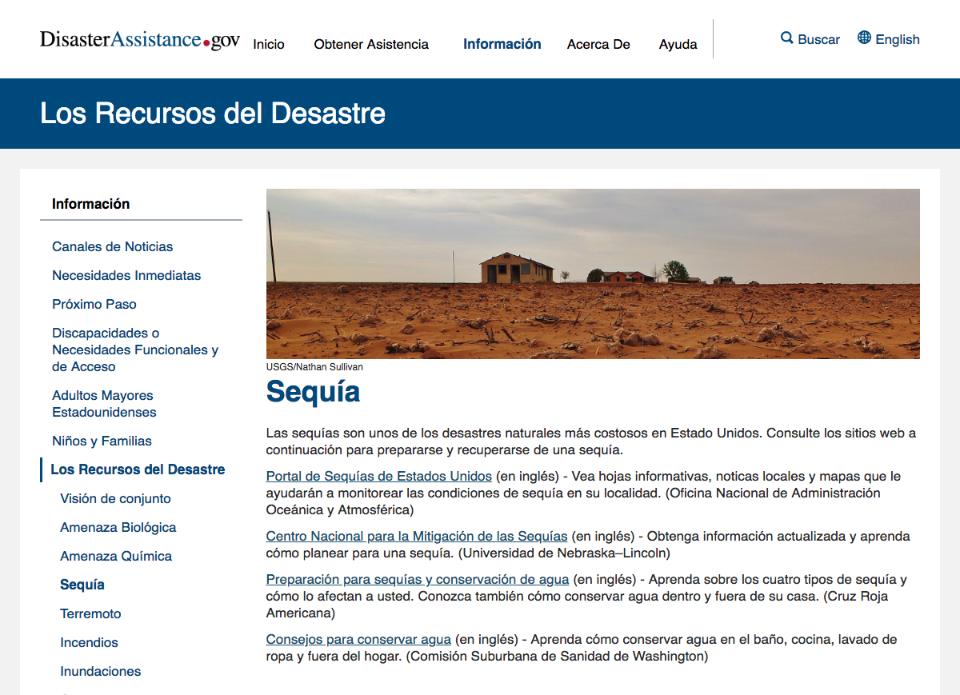 DisasterAssistance.gov
Inicio
Obtener Asistencia
Información
Acerca De
Ayuda
Buscar
English
Los Recursos del Desastre
Información
Canales de Noticias
Necesidades Inmediatas
Próximo Paso
Discapacidades o
Necesidades Funcionales y
de Acceso
Adultos Mayores
Estadounidenses
Niños y Familias
Los Recursos del Desastre
Visión de conjunto
Amenaza Biológica
Amenaza Química
Sequía
Terremoto
Incendios
Inundaciones
USGS/Nathan Sullivan
Sequía
Las sequías son unos de los desastres naturales más costosos en Estado Unidos. Consulte los sitios web a
continuación para prepararse y recuperarse de una sequía.
Portal de Sequías de Estados Unidos (en inglés) - Vea hojas informativas, noticas locales y mapas que le
ayudarán a monitorear las condiciones de sequía en su localidad. (Oficina Nacional de Administración
Oceánica y Atmosférica)
Centro Nacional para la Mitigación de las Sequías (en inglés) - Obtenga información actualizada y aprenda
cómo planear para una sequía. (Universidad de Nebraska–Lincoln)
Preparación para sequías y conservación de agua (en inglés) - Aprenda sobre los cuatro tipos de sequía y
cómo lo afectan a usted. Conozca también cómo conservar agua dentro y fuera de su casa. (Cruz Roja
Americana)
Consejos para conservar agua (en inglés) - Aprenda cómo conservar agua en el baño, cocina, lavado de
ropa y fuera del hogar. (Comisión Suburbana de Sanidad de Washington)